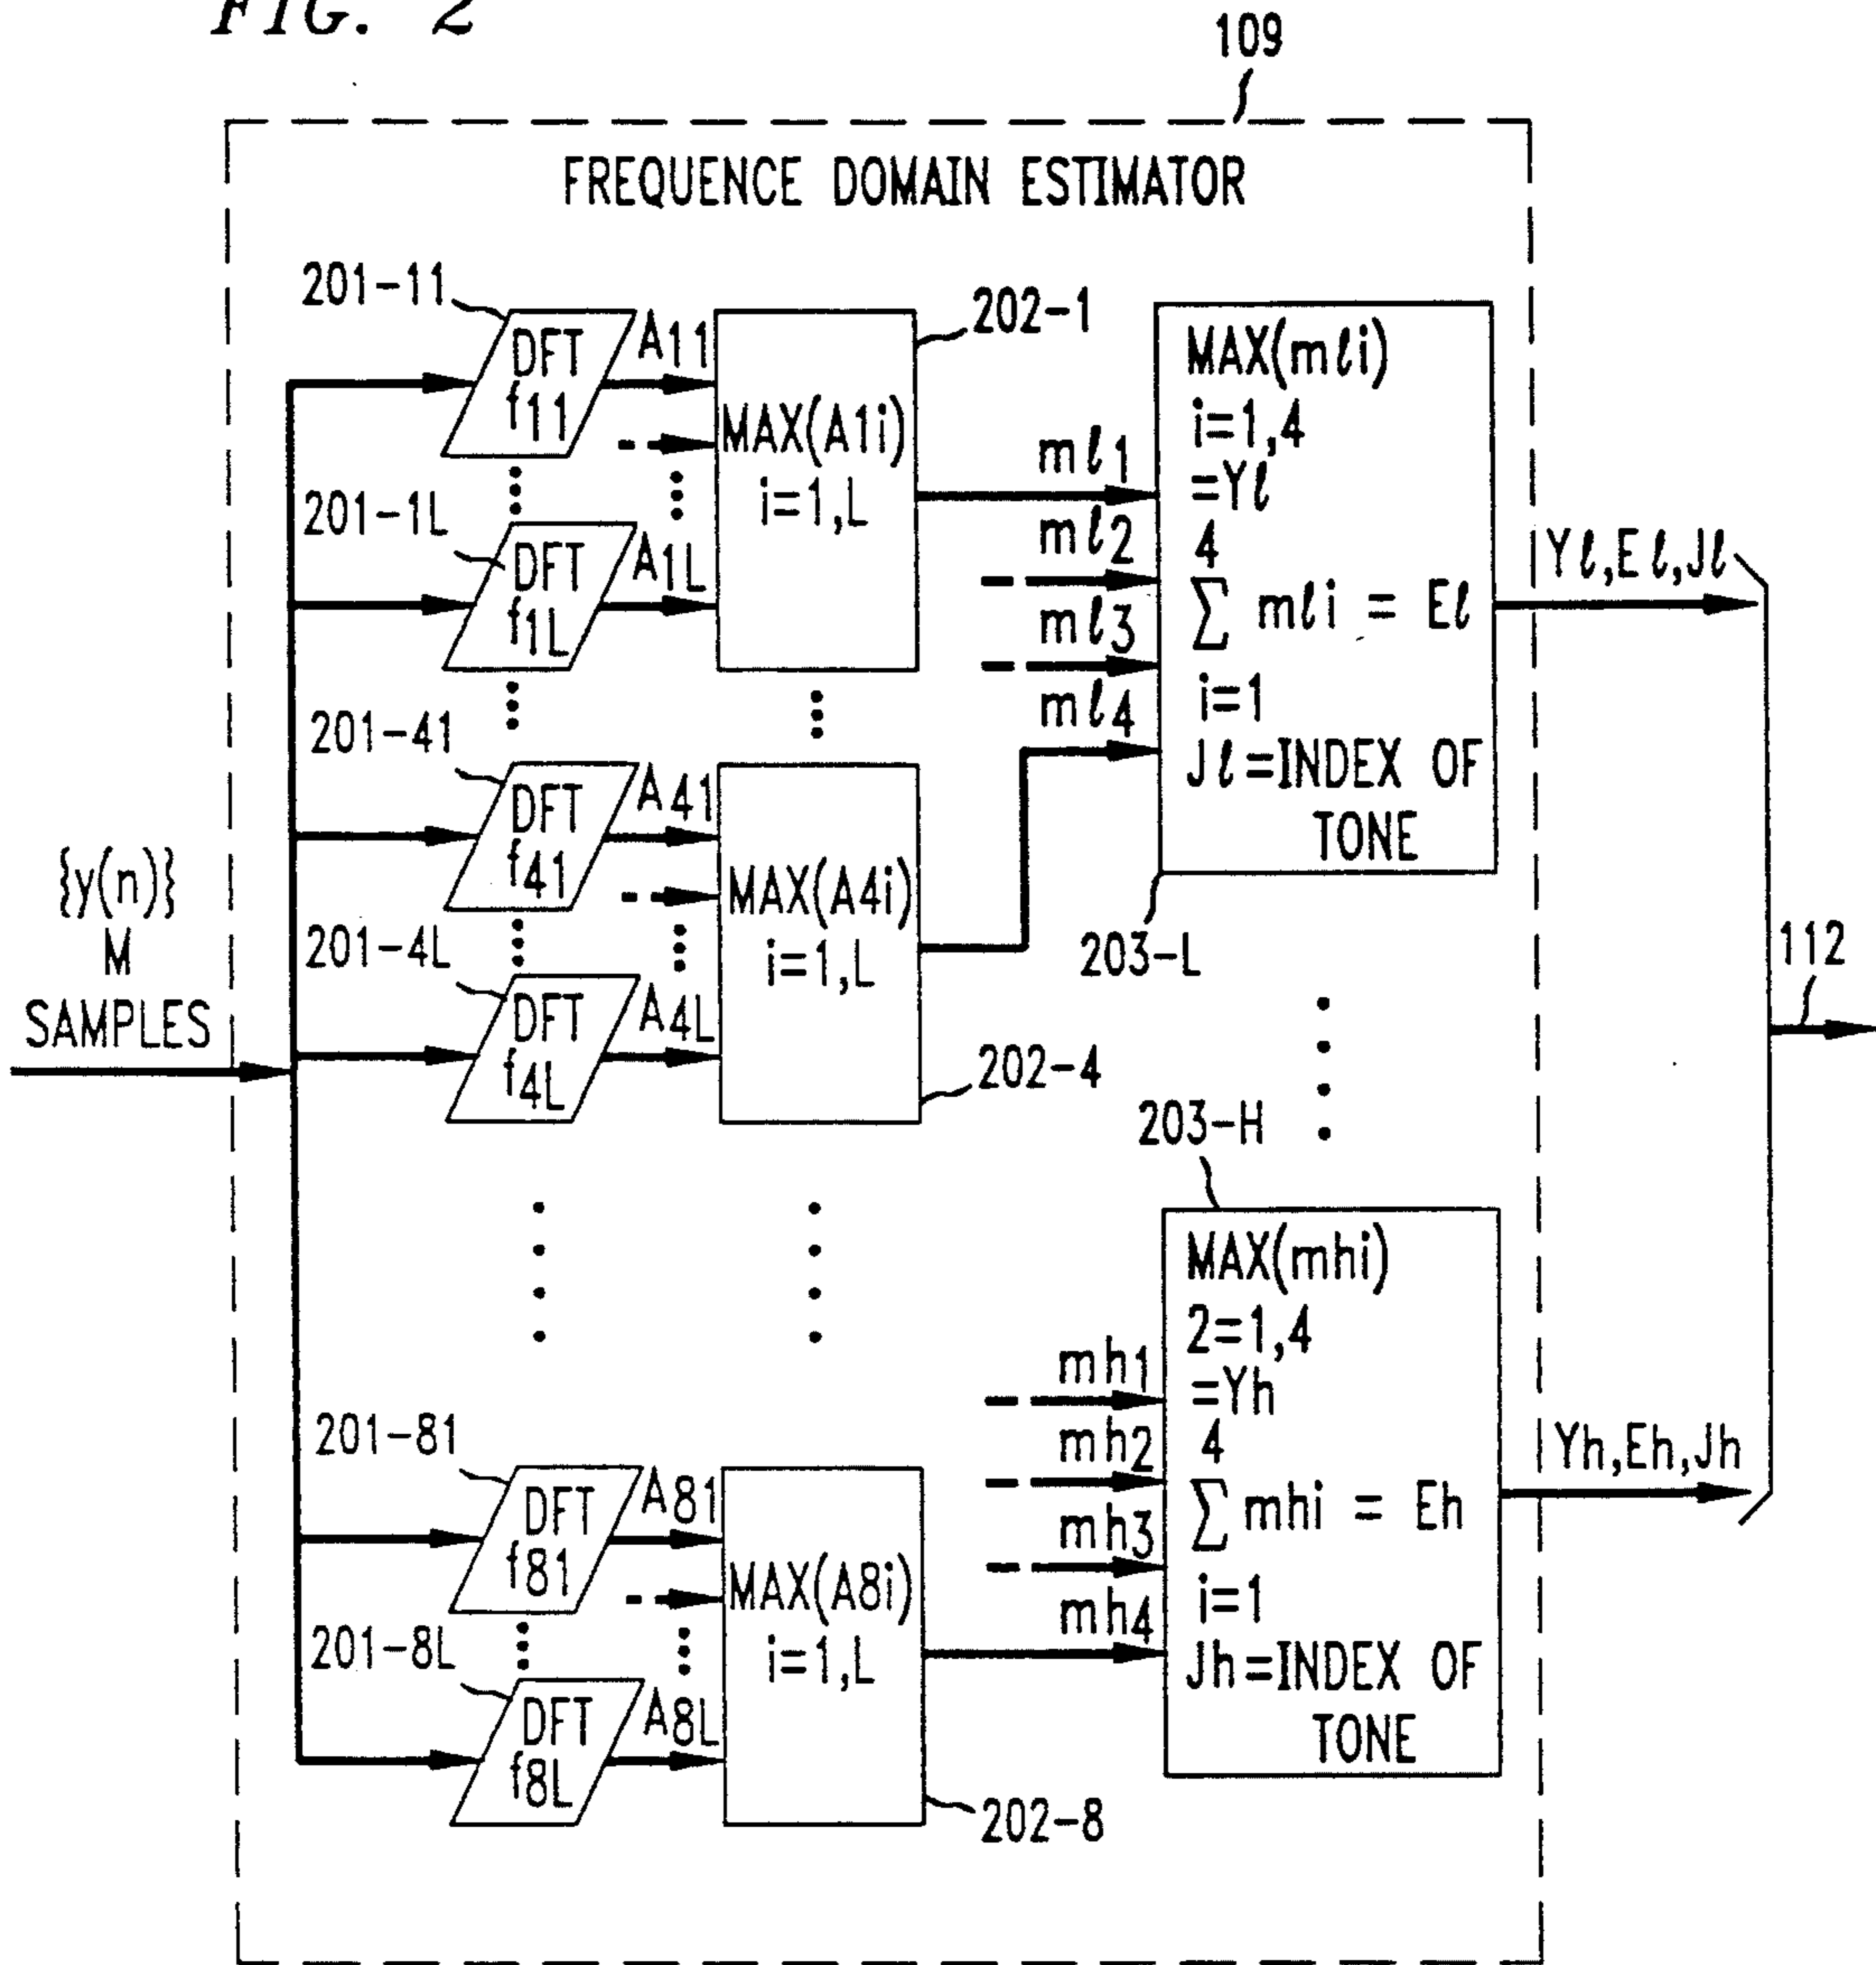 FIG. 2
109
FREQUENCE DOMAIN ESTIMATOR
201-11
DFT
f11
A11
201-1L
DFT
f1L
A1L
MAX(A1i)
i=1,L
202-1
201-41
DFT
f41
A41
201-4L
DFT
f4L
A4L
MAX(A4i)
i=1,L
202-4
{y(n)}
M
SAMPLES
mℓ1
mℓ2
mℓ3
mℓ4
MAX(mℓi)
i=1,4
=Yℓ
4
∑ mℓi = Eℓ
i=1
Jℓ=INDEX OF
TONE
203-L
Yℓ,Eℓ,Jℓ
112
201-81
DFT
f81
A81
201-8L
DFT
f8L
A8L
MAX(A8i)
i=1,L
202-8
203-H
mh1
mh2
mh3
mh4
MAX(mhi)
2=1,4
=Yh
4
∑ mhi = Eh
i=1
Jh=INDEX OF
TONE
Yh,Eh,Jh